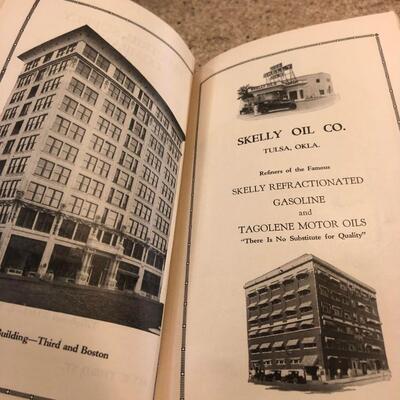 Building—Third and Boston
SKELLY OIL CO.
TULSA, OKLA.
Refiners of the Famous
SKELLY REFRACTIONATED
GASOLINE
and
TAGOLENE MOTOR OILS
"There Is No Substitute for Quality"